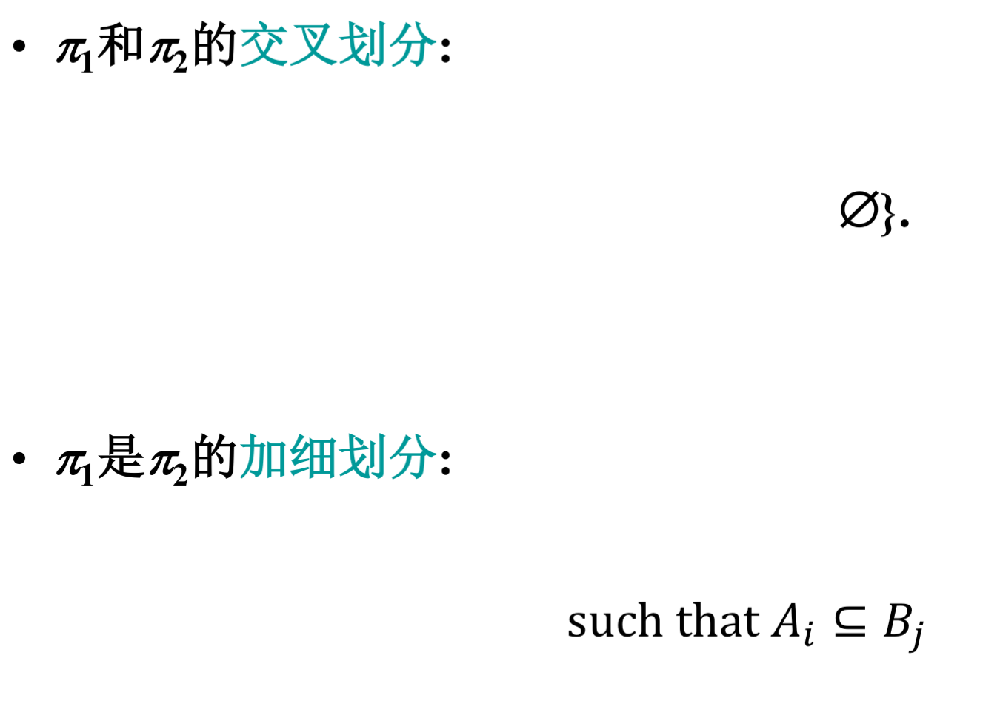 • π₁和π₂的交叉划分:
∅}.
• π₁是π₂的加细划分:
such that Aᵢ ⊆ Bⱼ